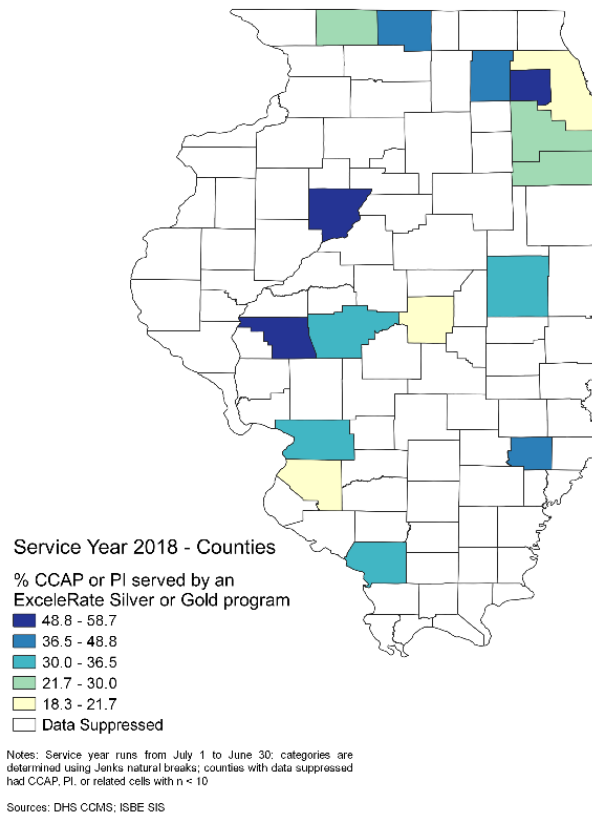 Service Year 2018 - Counties
% CCAP or PI served by an
ExceleRate Silver or Gold program
48.8 - 58.7
36.5 - 48.8
30.0 - 36.5
21.7 - 30.0
18.3 - 21.7
Data Suppressed
Notes: Service year runs from July 1 to June 30; categories are
determined using Jenks natural breaks; counties with data suppressed
had CCAP, PI, or related cells with n < 10
Sources: DHS CCMS; ISBE SIS